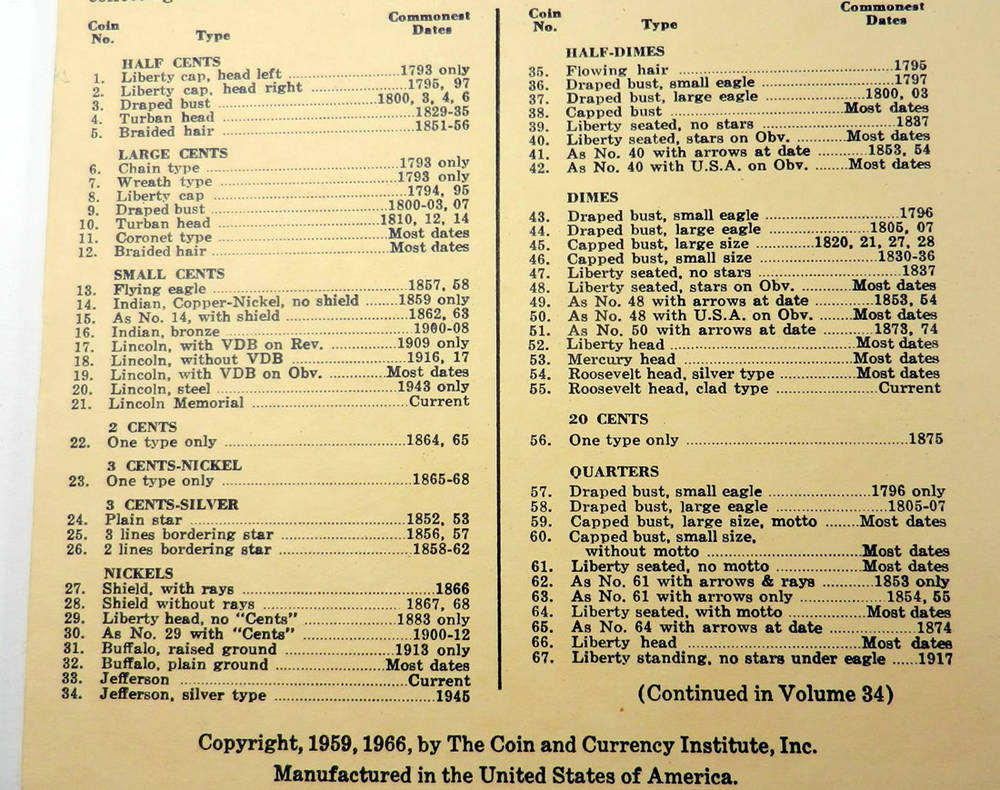 Coin No. Type Commonest Dates
HALF CENTS
1. Liberty cap, head left 1793 only
2. Liberty cap, head right 1795, 97
3. Draped bust 1800, 3, 4, 6
4. Turban head 1829-35
5. Braided hair 1851-56
LARGE CENTS
6. Chain type 1793 only
7. Wreath type 1793 only
8. Liberty cap 1794, 95
9. Draped bust 1800-03, 07
10. Turban head 1810, 12, 14
11. Coronet type Most dates
12. Braided hair Most dates
SMALL CENTS
13. Flying eagle 1857, 58
14. Indian, Copper-Nickel, no shield 1859 only
15. As No. 14, with shield 1862, 63
16. Indian, bronze 1900-08
17. Lincoln, with VDB on Rev. 1909 only
18. Lincoln, without VDB 1916, 17
19. Lincoln, with VDB on Obv. Most dates
20. Lincoln, steel 1943 only
21. Lincoln Memorial Current
2 CENTS
22. One type only 1864, 65
3 CENTS-NICKEL
23. One type only 1865-68
3 CENTS-SILVER
24. Plain star 1852, 53
25. 3 lines bordering star 1856, 57
26. 2 lines bordering star 1858-62
NICKELS
27. Shield, with rays 1866
28. Shield without rays 1867, 68
29. Liberty head, no "Cents" 1883 only
30. As No. 29 with "Cents" 1900-12
31. Buffalo, raised ground 1913 only
32. Buffalo, plain ground Most dates
33. Jefferson Current
34. Jefferson, silver type 1945
Coin No. Type Commonest Dates
HALF-DIMES
35. Flowing hair 1795
36. Draped bust, small eagle 1797
37. Draped bust, large eagle 1800, 03
38. Capped bust Most dates
39. Liberty seated, no stars 1837
40. Liberty seated, stars on Obv. Most dates
41. As No. 40 with arrows at date 1853, 54
42. As No. 40 with U.S.A. on Obv. Most dates
DIMES
43. Draped bust, small eagle 1796
44. Draped bust, large eagle 1805, 07
45. Capped bust, large size 1820, 21, 27, 28
46. Capped bust, small size 1830-36
47. Liberty seated, no stars 1837
48. Liberty seated, stars on Obv. Most dates
49. As No. 48 with arrows at date 1853, 54
50. As No. 48 with U.S.A. on Obv. Most dates
51. As No. 50 with arrows at date 1873, 74
52. Liberty head Most dates
53. Mercury head Most dates
54. Roosevelt head, silver type Most dates
55. Roosevelt head, clad type Current
20 CENTS
56. One type only 1875
QUARTERS
57. Draped bust, small eagle 1796 only
58. Draped bust, large eagle 1805-07
59. Capped bust, large size, motto Most dates
60. Capped bust, small size,
without motto Most dates
61. Liberty seated, no motto Most dates
62. As No. 61 with arrows & rays 1853 only
63. As No. 61 with arrows only 1854, 55
64. Liberty seated, with motto Most dates
65. As No. 64 with arrows at date 1874
66. Liberty head Most dates
67. Liberty standing, no stars under eagle 1917
(Continued in Volume 34)
Copyright, 1959, 1966, by The Coin and Currency Institute, Inc.
Manufactured in the United States of America.